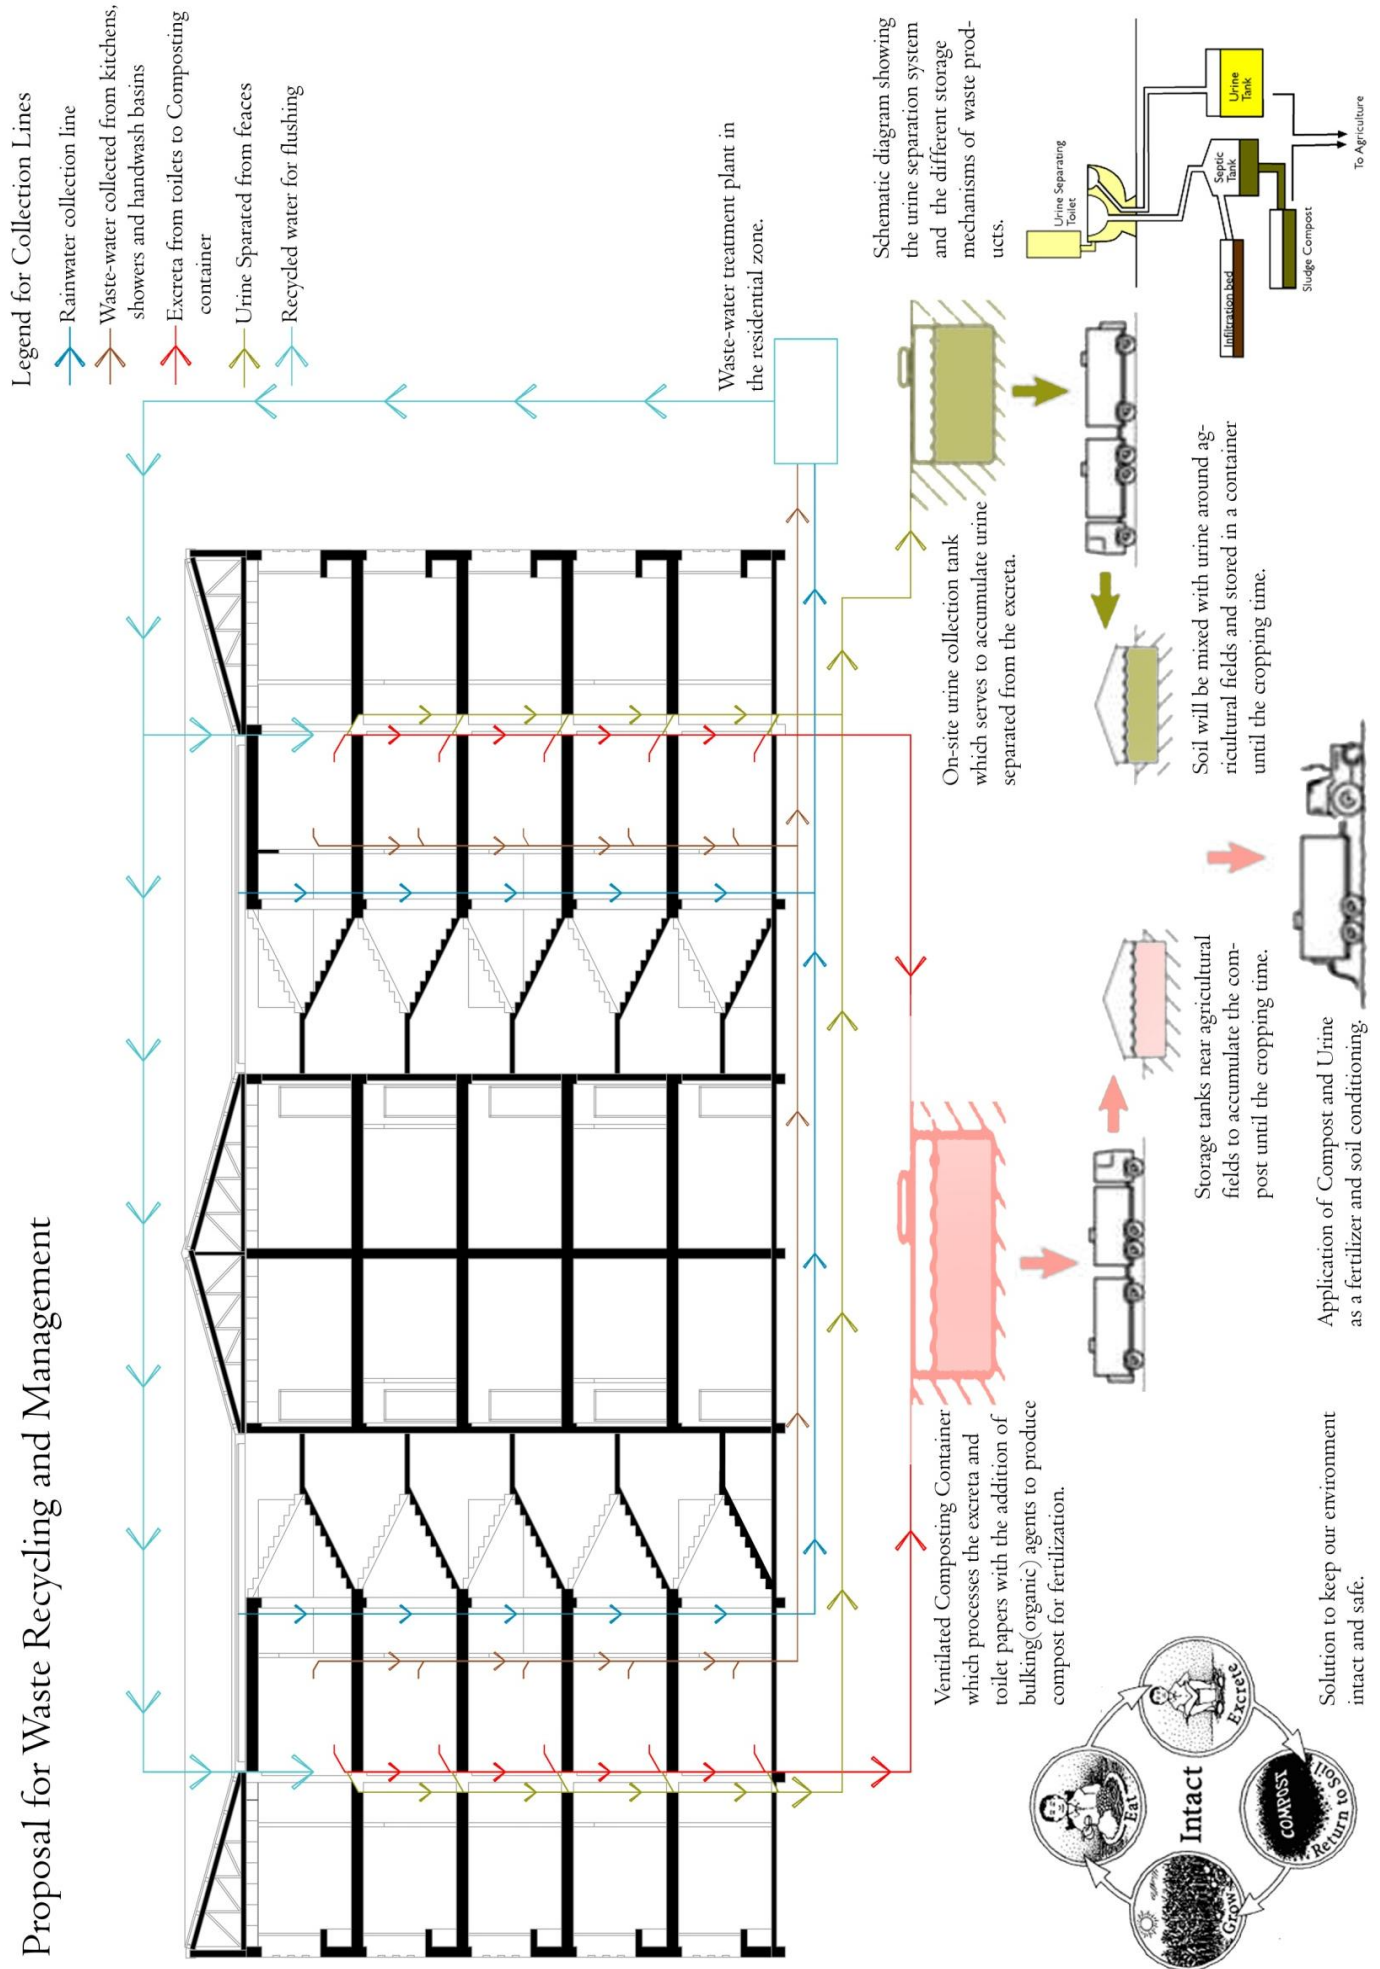 Proposal for Waste Recycling and Management
Legend for Collection Lines
Rainwater collection line
Waste-water collected from kitchens,
showers and handwash basins
Excreta from toilets to Composting
container
Urine Separated from feaces
Recycled water for flushing
Waste-water treatment plant in
the residential zone.
Ventilated Composting Container
which processes the excreta and
toilet papers with the addition of
bulking(organic) agents to produce
compost for fertilization.
On-site urine collection tank
which serves to accumulate urine
separated from the excreta.
Schematic diagram showing
the urine separation system
and the different storage
mechanisms of waste prod-
ucts.
Urine Separating
Toilet
Septic
Tank
Urine
Tank
Infiltration bed
Sludge Compost
To Agriculture
Storage tanks near agricultural
fields to accumulate the com-
post until the cropping time.
Soil will be mixed with urine around ag-
ricultural fields and stored in a container
until the cropping time.
Eat
Excrete
Intact
Grow
COMPOST
Return to Soil
Solution to keep our environment
intact and safe.
Application of Compost and Urine
as a fertilizer and soil conditioning.